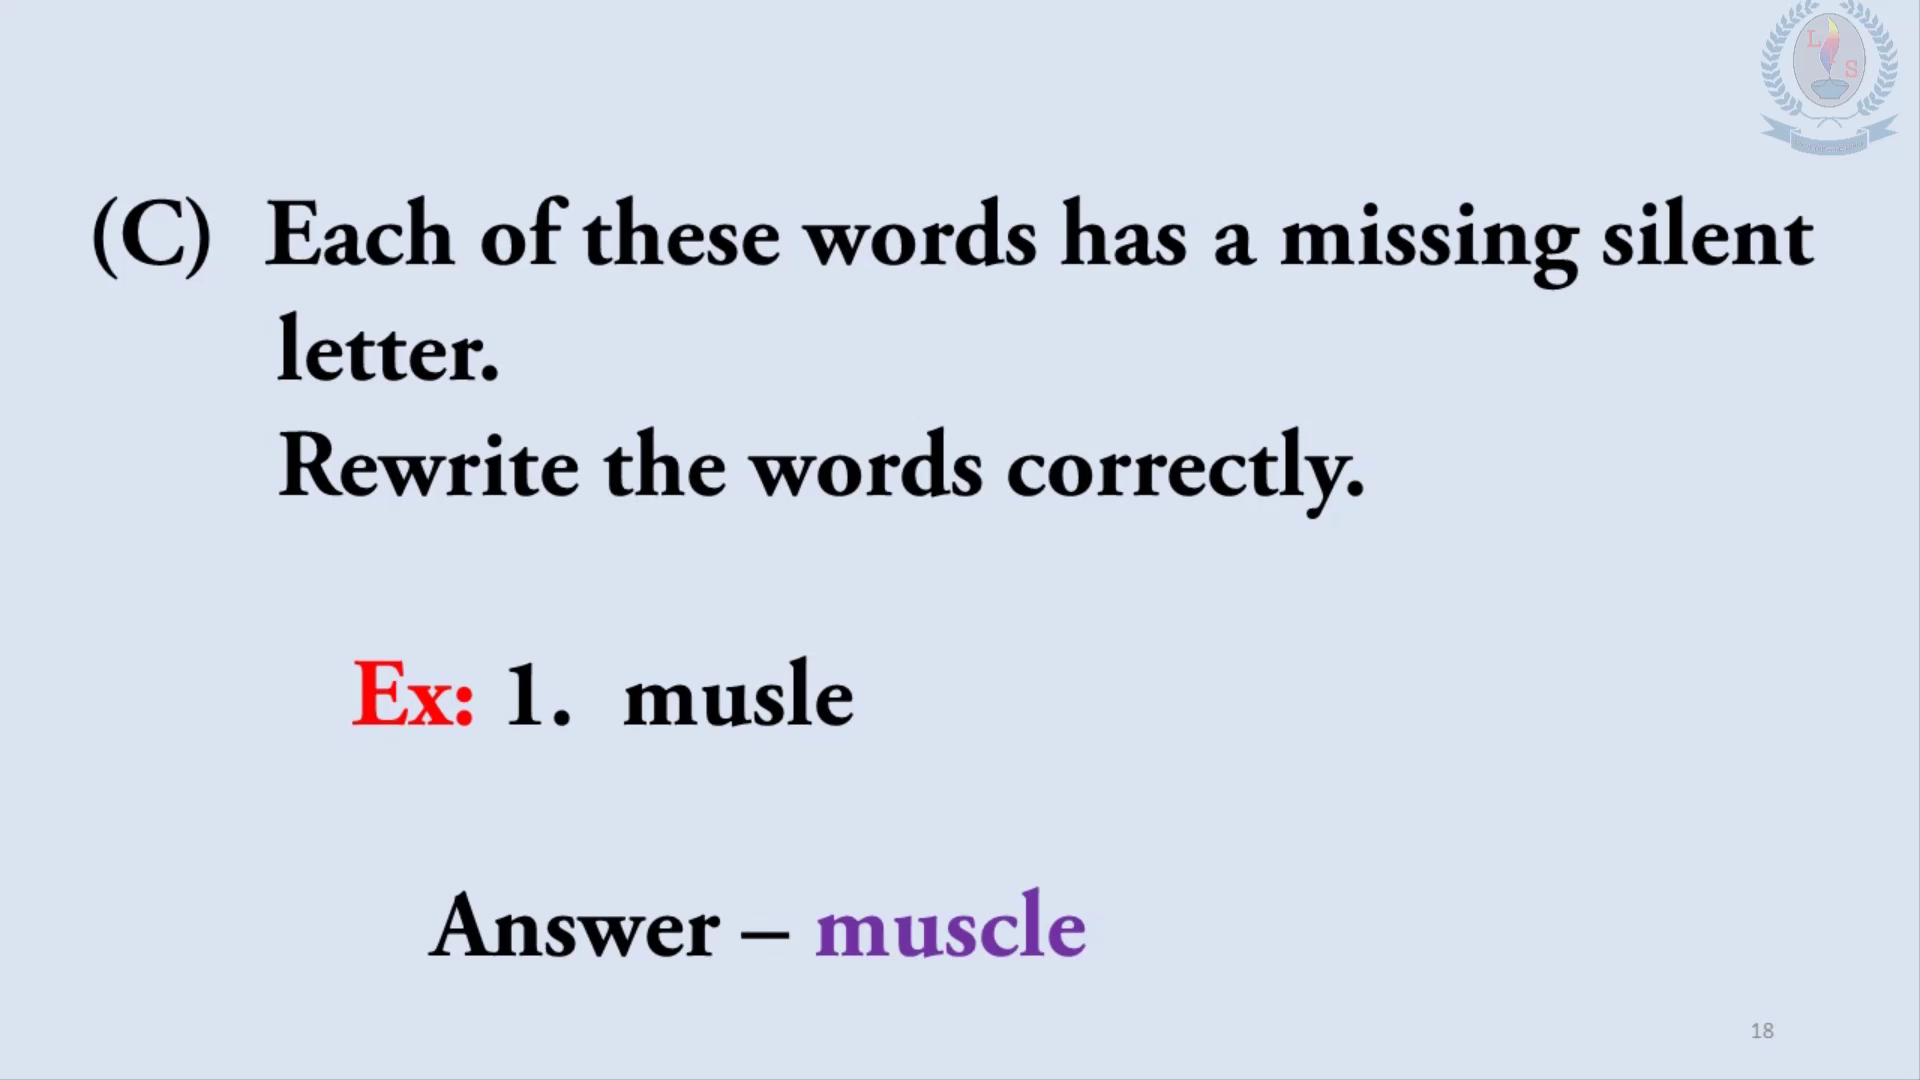 L
S
(C) Each of these words has a missing silent
letter.
Rewrite the words correctly.
Ex: 1. musle
Answer – muscle
18